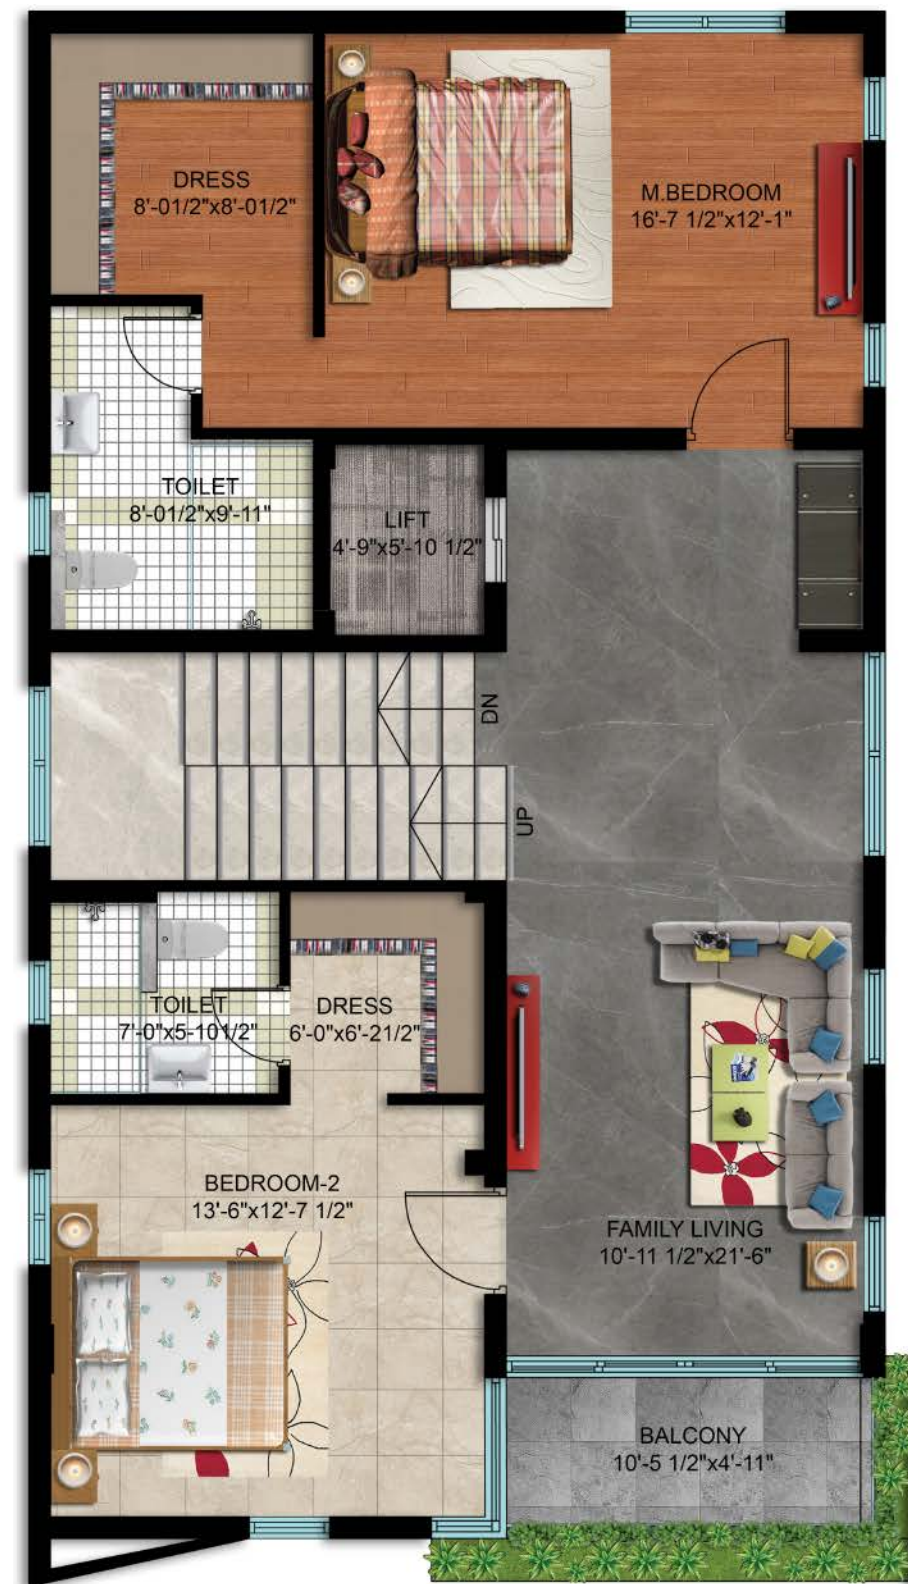 DRESS
8'-01/2"x8'-01/2"
M.BEDROOM
16'-7 1/2"x12'-1"
TOILET
8'-01/2"x9'-11"
LIFT
4'-9"x5'-10 1/2"
DN
UP
TOILET
7'-0"x5-101/2"
DRESS
6'-0"x6'-21/2"
BEDROOM-2
13'-6"x12'-7 1/2"
FAMILY LIVING
10'-11 1/2"x21'-6"
BALCONY
10'-5 1/2"x4'-11"